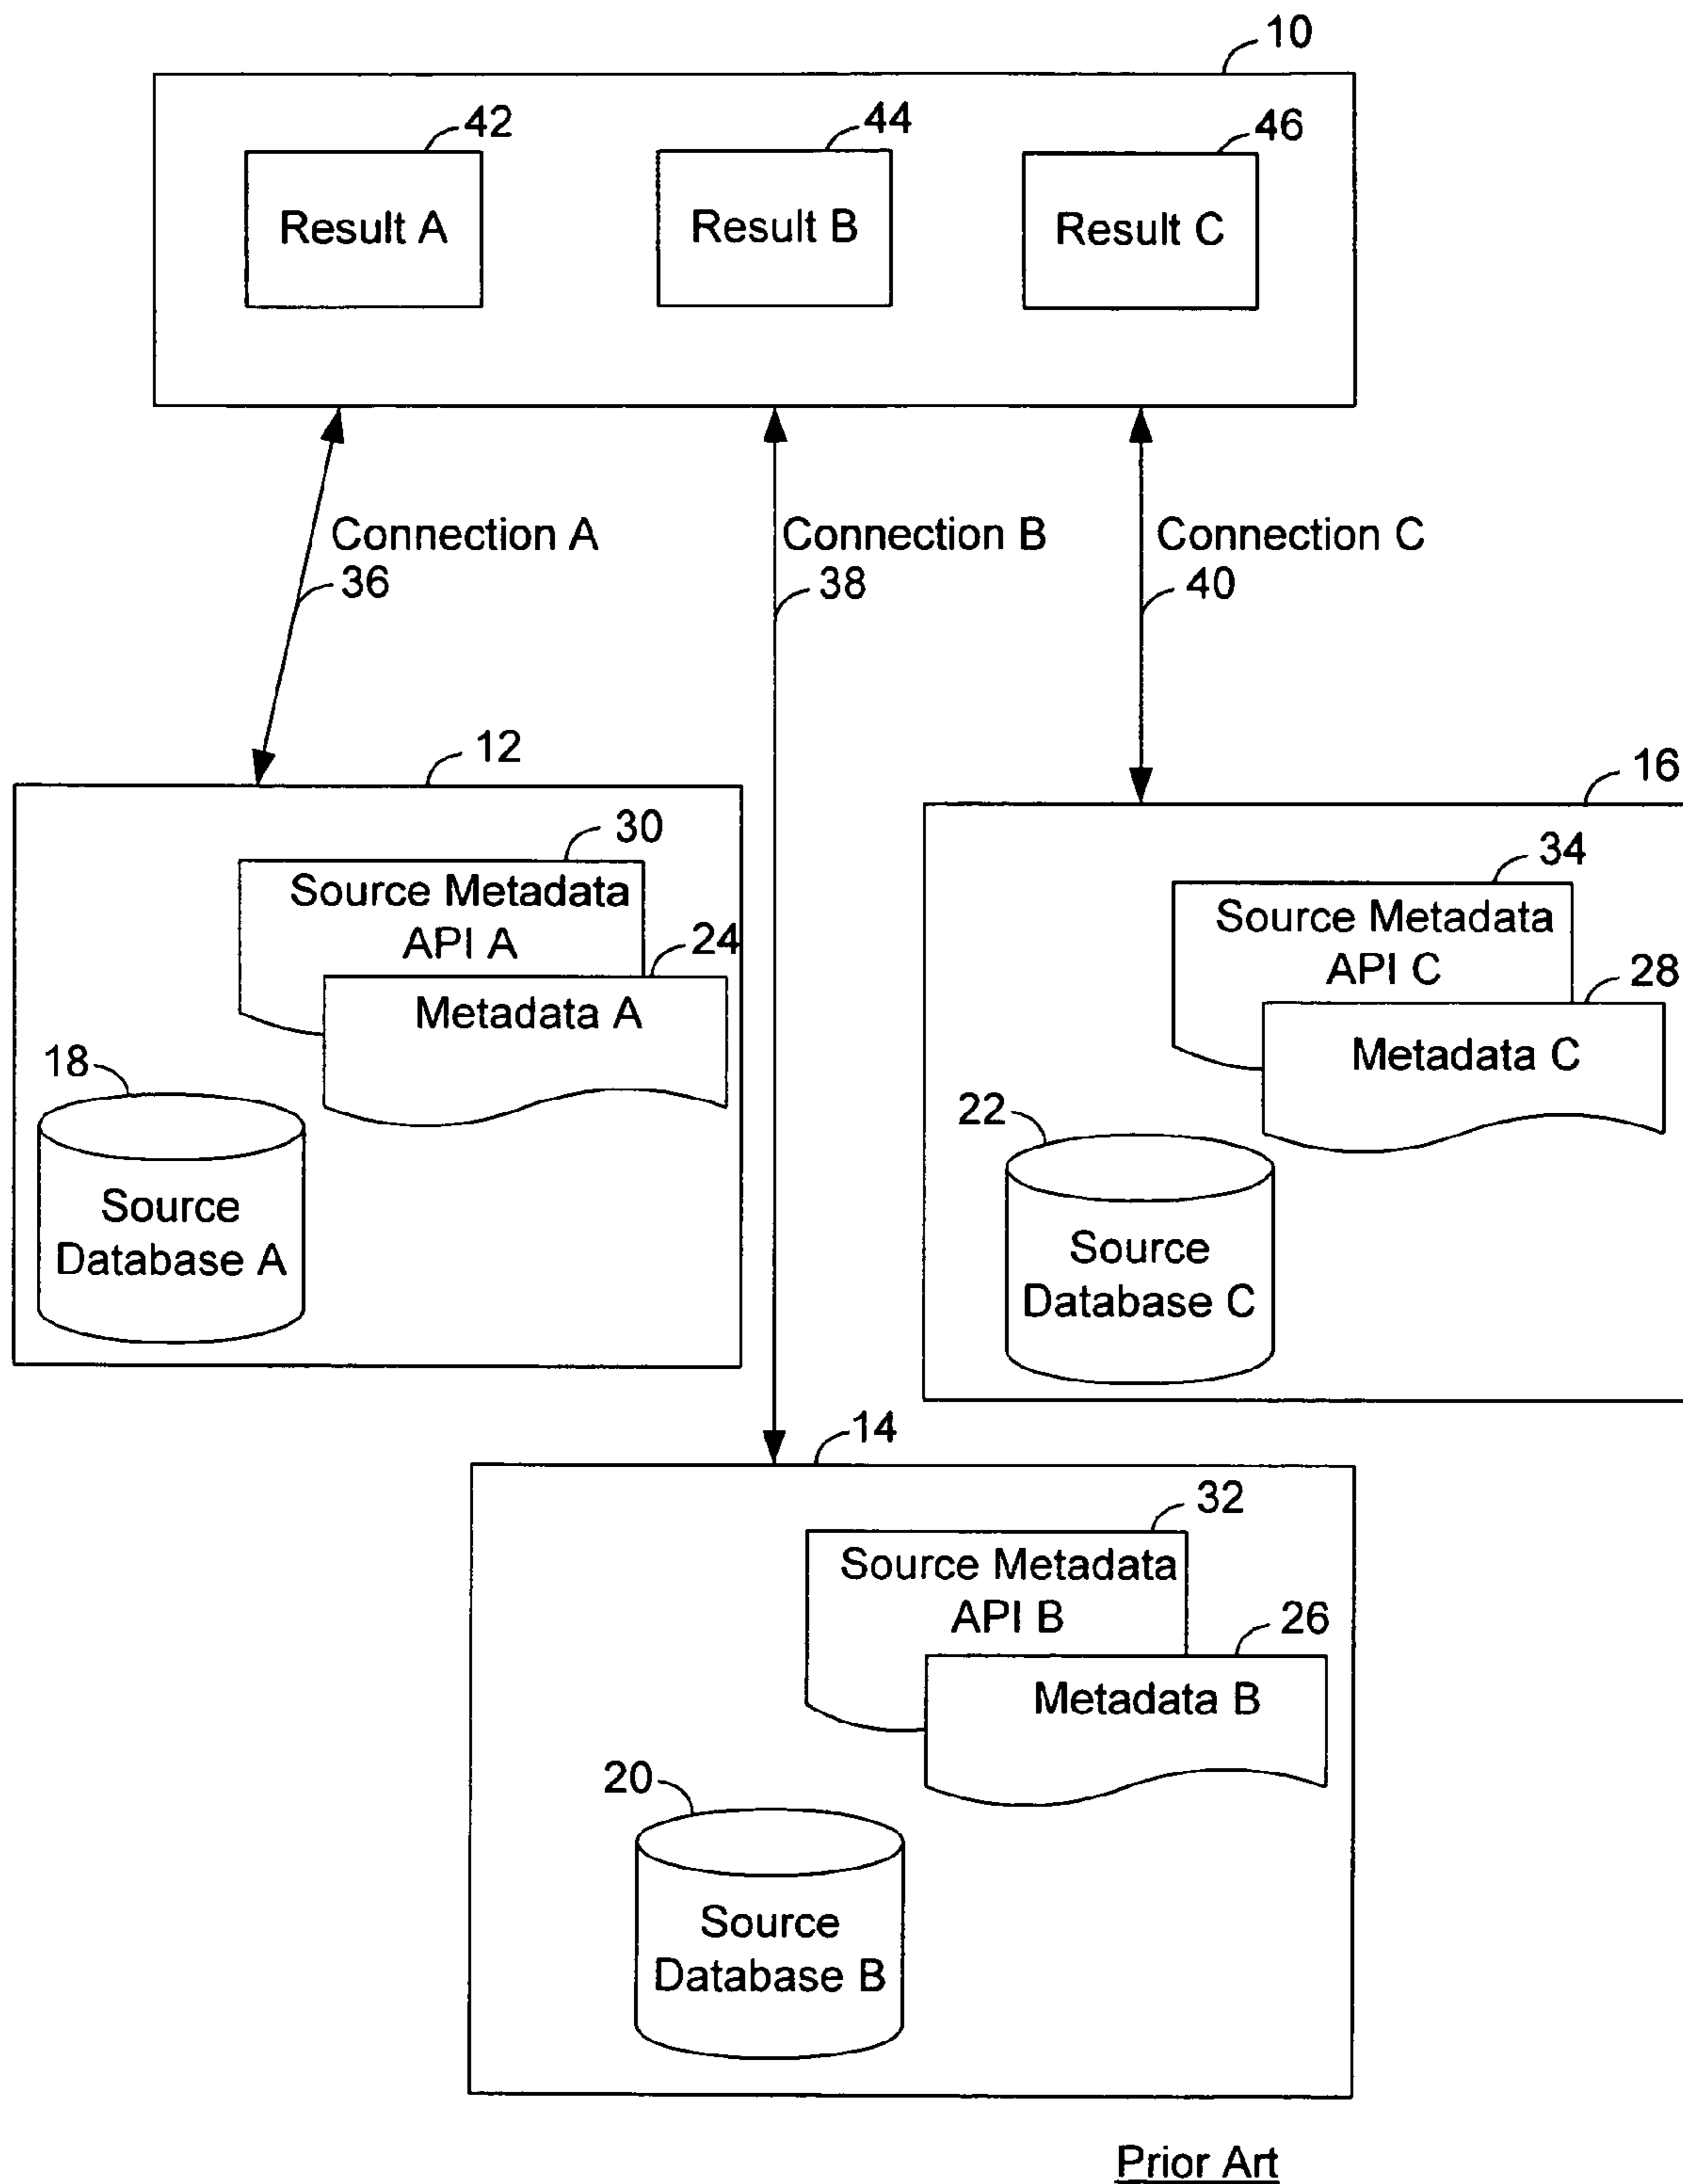 10
42
44
46
Result A
Result B
Result C
Connection A
36
Connection B
38
Connection C
40
12
16
30
Source Metadata
API A
24
Metadata A
18
Source
Database A
34
Source Metadata
API C
28
Metadata C
22
Source
Database C
14
32
Source Metadata
API B
26
Metadata B
20
Source
Database B
Prior Art